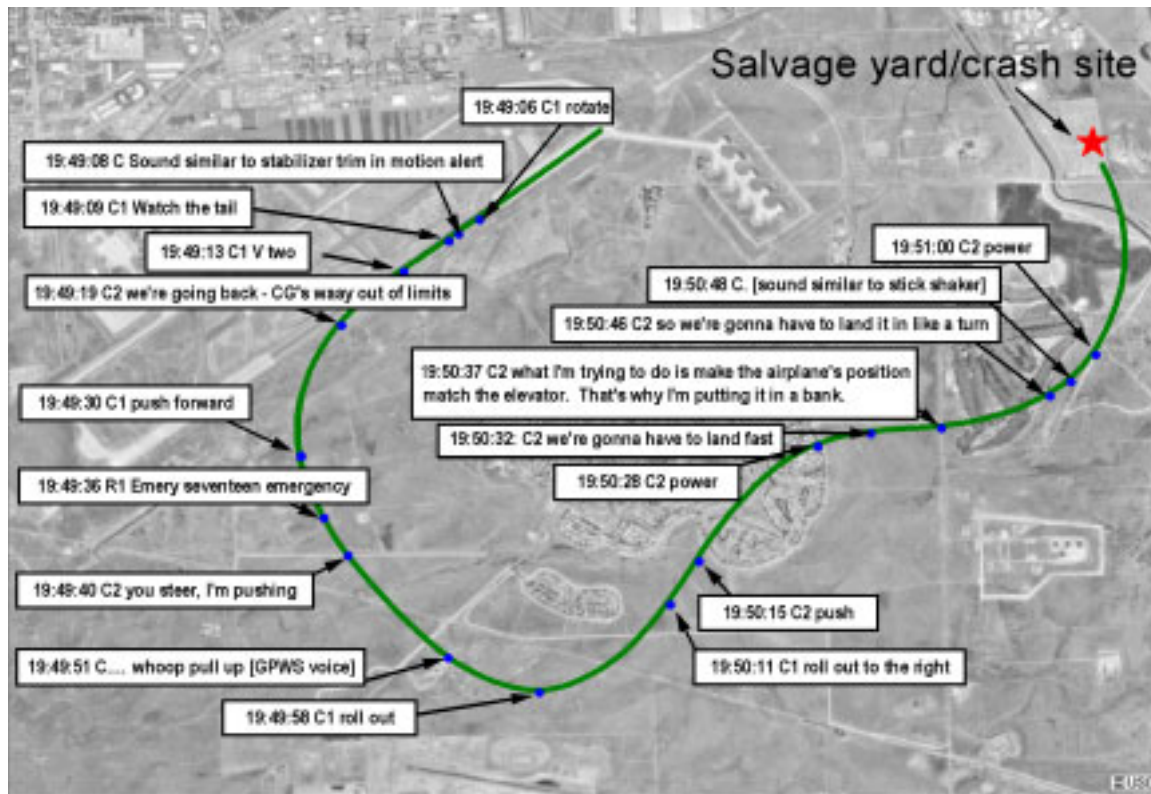 Salvage yard/crash site
19:49:06 C1 rotate
19:49:08 C Sound similar to stabilizer trim in motion alert
19:49:09 C1 Watch the tail
19:49:13 C1 V two
19:49:19 C2 we're going back - CG's waay out of limits
19:49:30 C1 push forward
19:49:36 R1 Emery seventeen emergency
19:49:40 C2 you steer, I'm pushing
19:49:51 C.... whoop pull up [GPWS voice]
19:49:58 C1 roll out
19:50:11 C1 roll out to the right
19:50:15 C2 push
19:50:28 C2 power
19:50:32: C2 we're gonna have to land fast
19:50:37 C2 what I'm trying to do is make the airplane's position
match the elevator. That's why I'm putting it in a bank.
19:50:46 C2 so we're gonna have to land it in like a turn
19:50:48 C. [sound similar to stick shaker]
19:51:00 C2 power